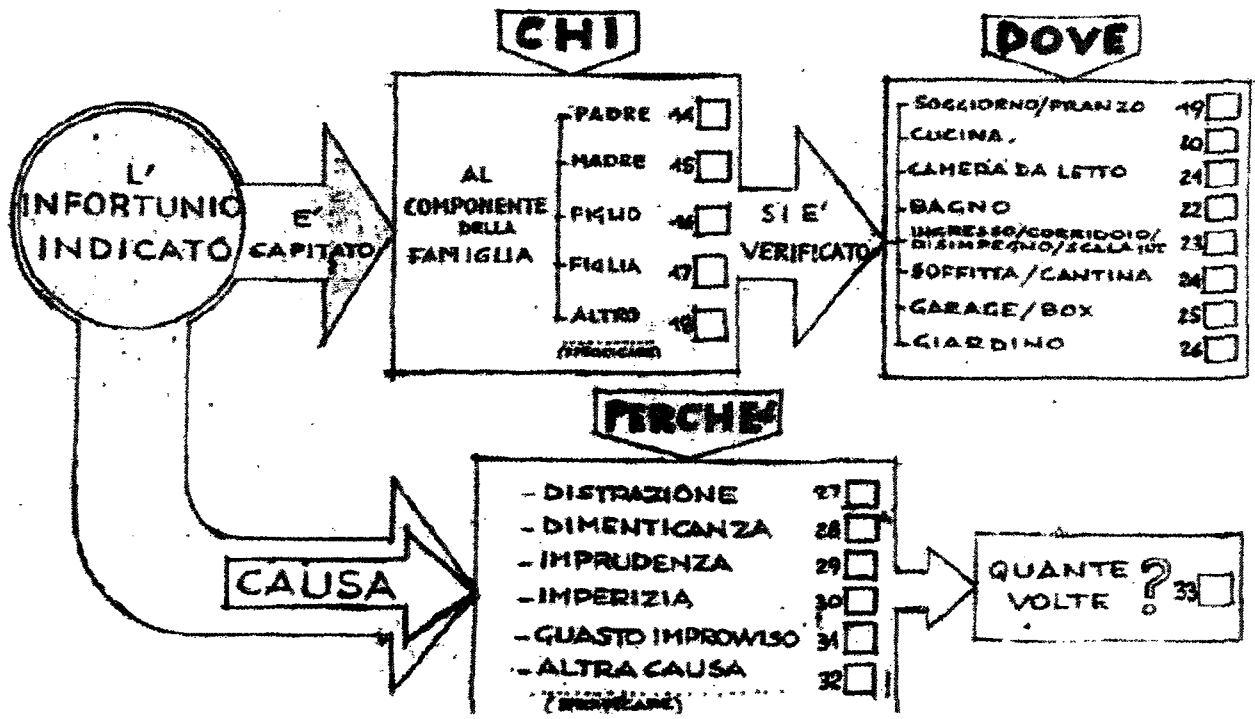 CHI
DOVE
L'
INFORTUNIO
INDICATO
E'
CAPITATO
AL
COMPONENTE
DELLA
FAMIGLIA
PADRE 14
MADRE 15
FIGLIO 16
FIGLIA 17
ALTRO 18
(SPECIFICARE)
SI E'
VERIFICATO
SOGGIORNO/PRANZO 19
CUCINA. 20
CAMERA DA LETTO 21
BAGNO 22
INGRESSO/CORRIDOIO/
DISIMPEGNO/SCALA INT 23
SOFFITTA/CANTINA 24
GARAGE/BOX 25
GIARDINO 26
PERCHE'
CAUSA
- DISTRAZIONE 27
- DIMENTICANZA 28
- IMPRUDENZA 29
- IMPERIZIA 30
- GUASTO IMPROVVISO 31
- ALTRA CAUSA 32
(SPECIFICARE)
QUANTE
VOLTE ? 33